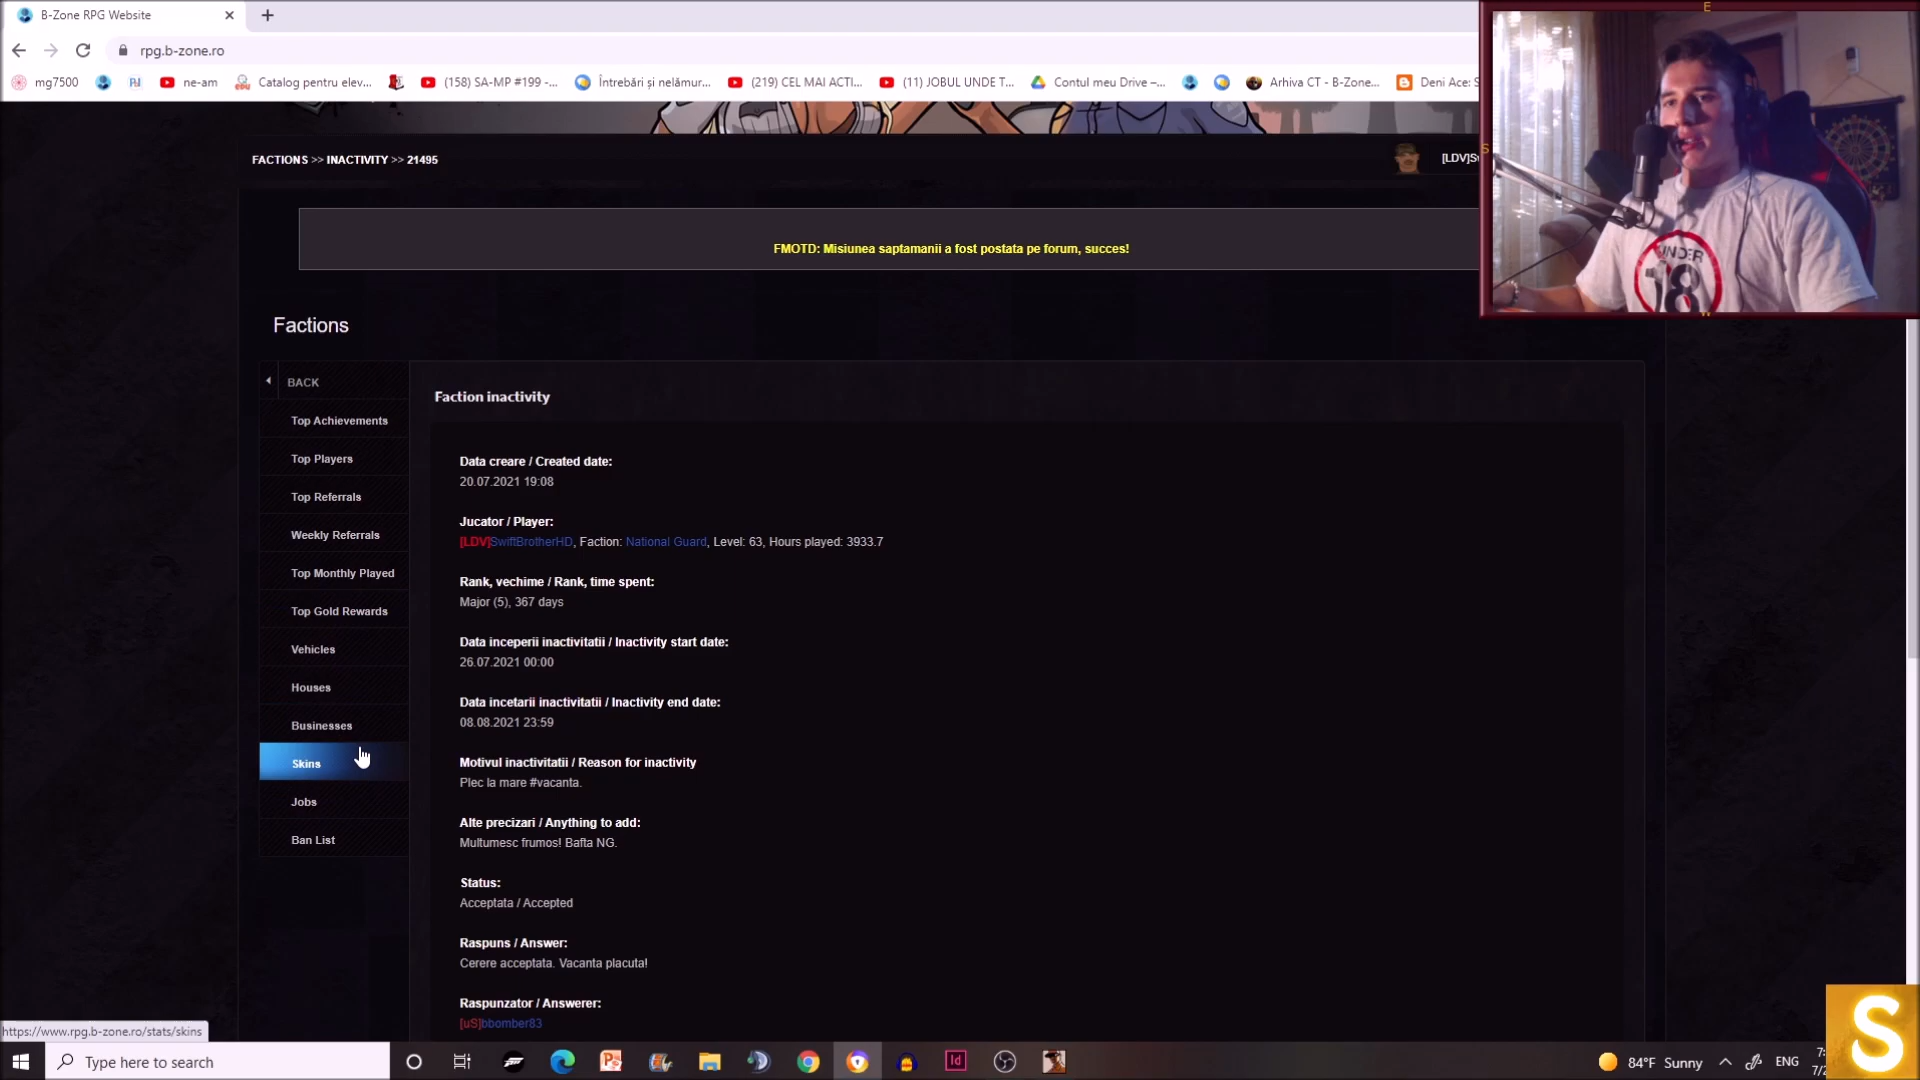 B-Zone RPG Website
rpg.b-zone.ro
mg7500
ne-am
Catalog pentru elev...
(158) SA-MP #199 -...
Întrebări și nelămur...
(219) CEL MAI ACTI...
(11) JOBUL UNDE T...
Contul meu Drive –...
Arhiva CT - B-Zone...
Deni Ace: S
FACTIONS >> INACTIVITY >> 21495
[LDV]S
UNDER
18
FMOTD: Misiunea saptamanii a fost postata pe forum, succes!
Factions
BACK
Top Achievements
Top Players
Top Referrals
Weekly Referrals
Top Monthly Played
Top Gold Rewards
Vehicles
Houses
Businesses
Skins
Jobs
Ban List
Faction inactivity
Data creare / Created date:
20.07.2021 19:08
Jucator / Player:
[LDV]SwiftBrotherHD, Faction: National Guard, Level: 63, Hours played: 3933.7
Rank, vechime / Rank, time spent:
Major (5), 367 days
Data inceperii inactivitatii / Inactivity start date:
26.07.2021 00:00
Data incetarii inactivitatii / Inactivity end date:
08.08.2021 23:59
Motivul inactivitatii / Reason for inactivity
Plec la mare #vacanta.
Alte precizari / Anything to add:
Multumesc frumos! Bafta NG.
Status:
Acceptata / Accepted
Raspuns / Answer:
Cerere acceptata. Vacanta placuta!
Raspunzator / Answerer:
[uS]bbomber83
https://www.rpg.b-zone.ro/stats/skins
Type here to search
84°F Sunny
ENG
S